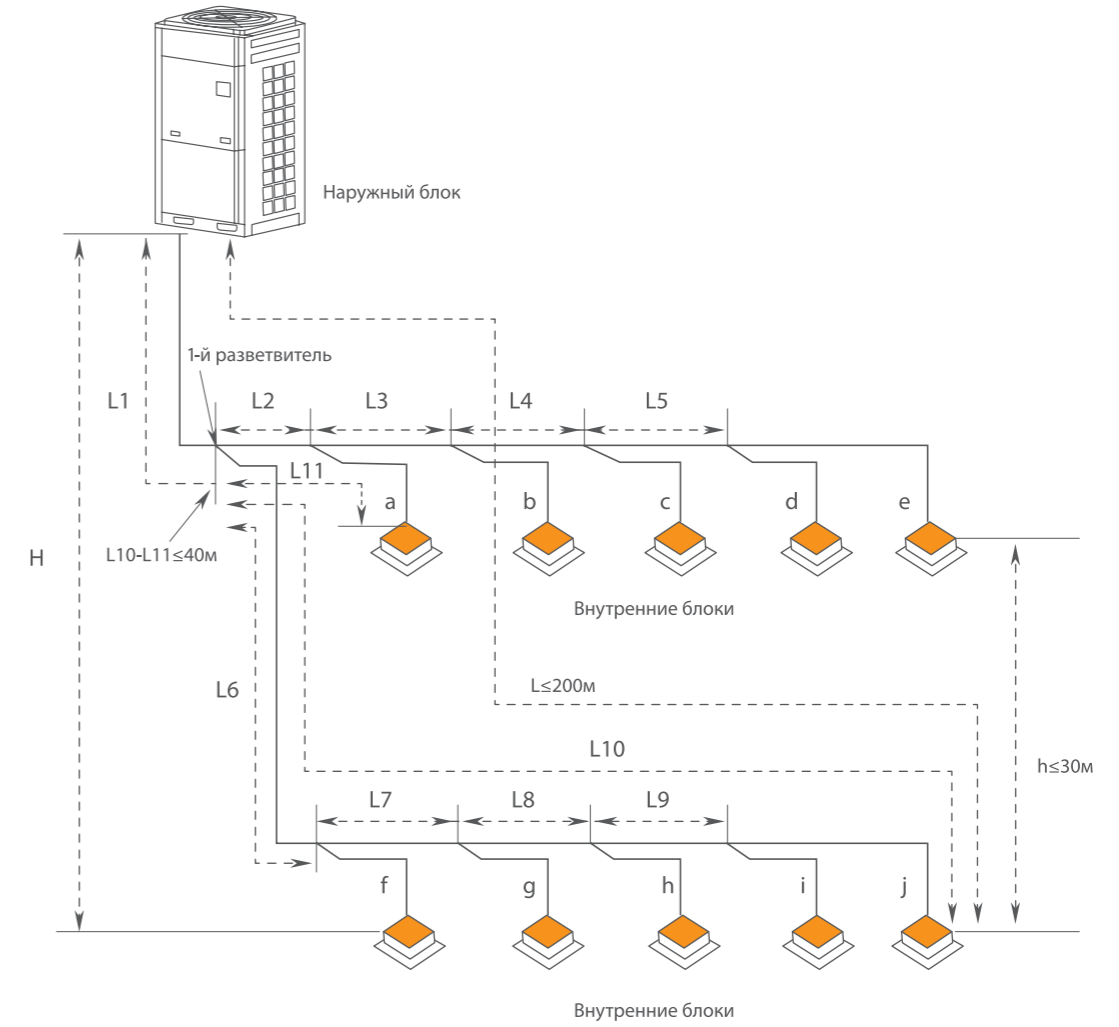 Наружный блок
1-й разветвитель
L1
L2
L3
L4
L5
L11
a
b
c
d
e
H
L10-L11≤40м
Внутренние блоки
L6
L≤200м
L10
h≤30м
L7
L8
L9
f
g
h
i
j
Внутренние блоки